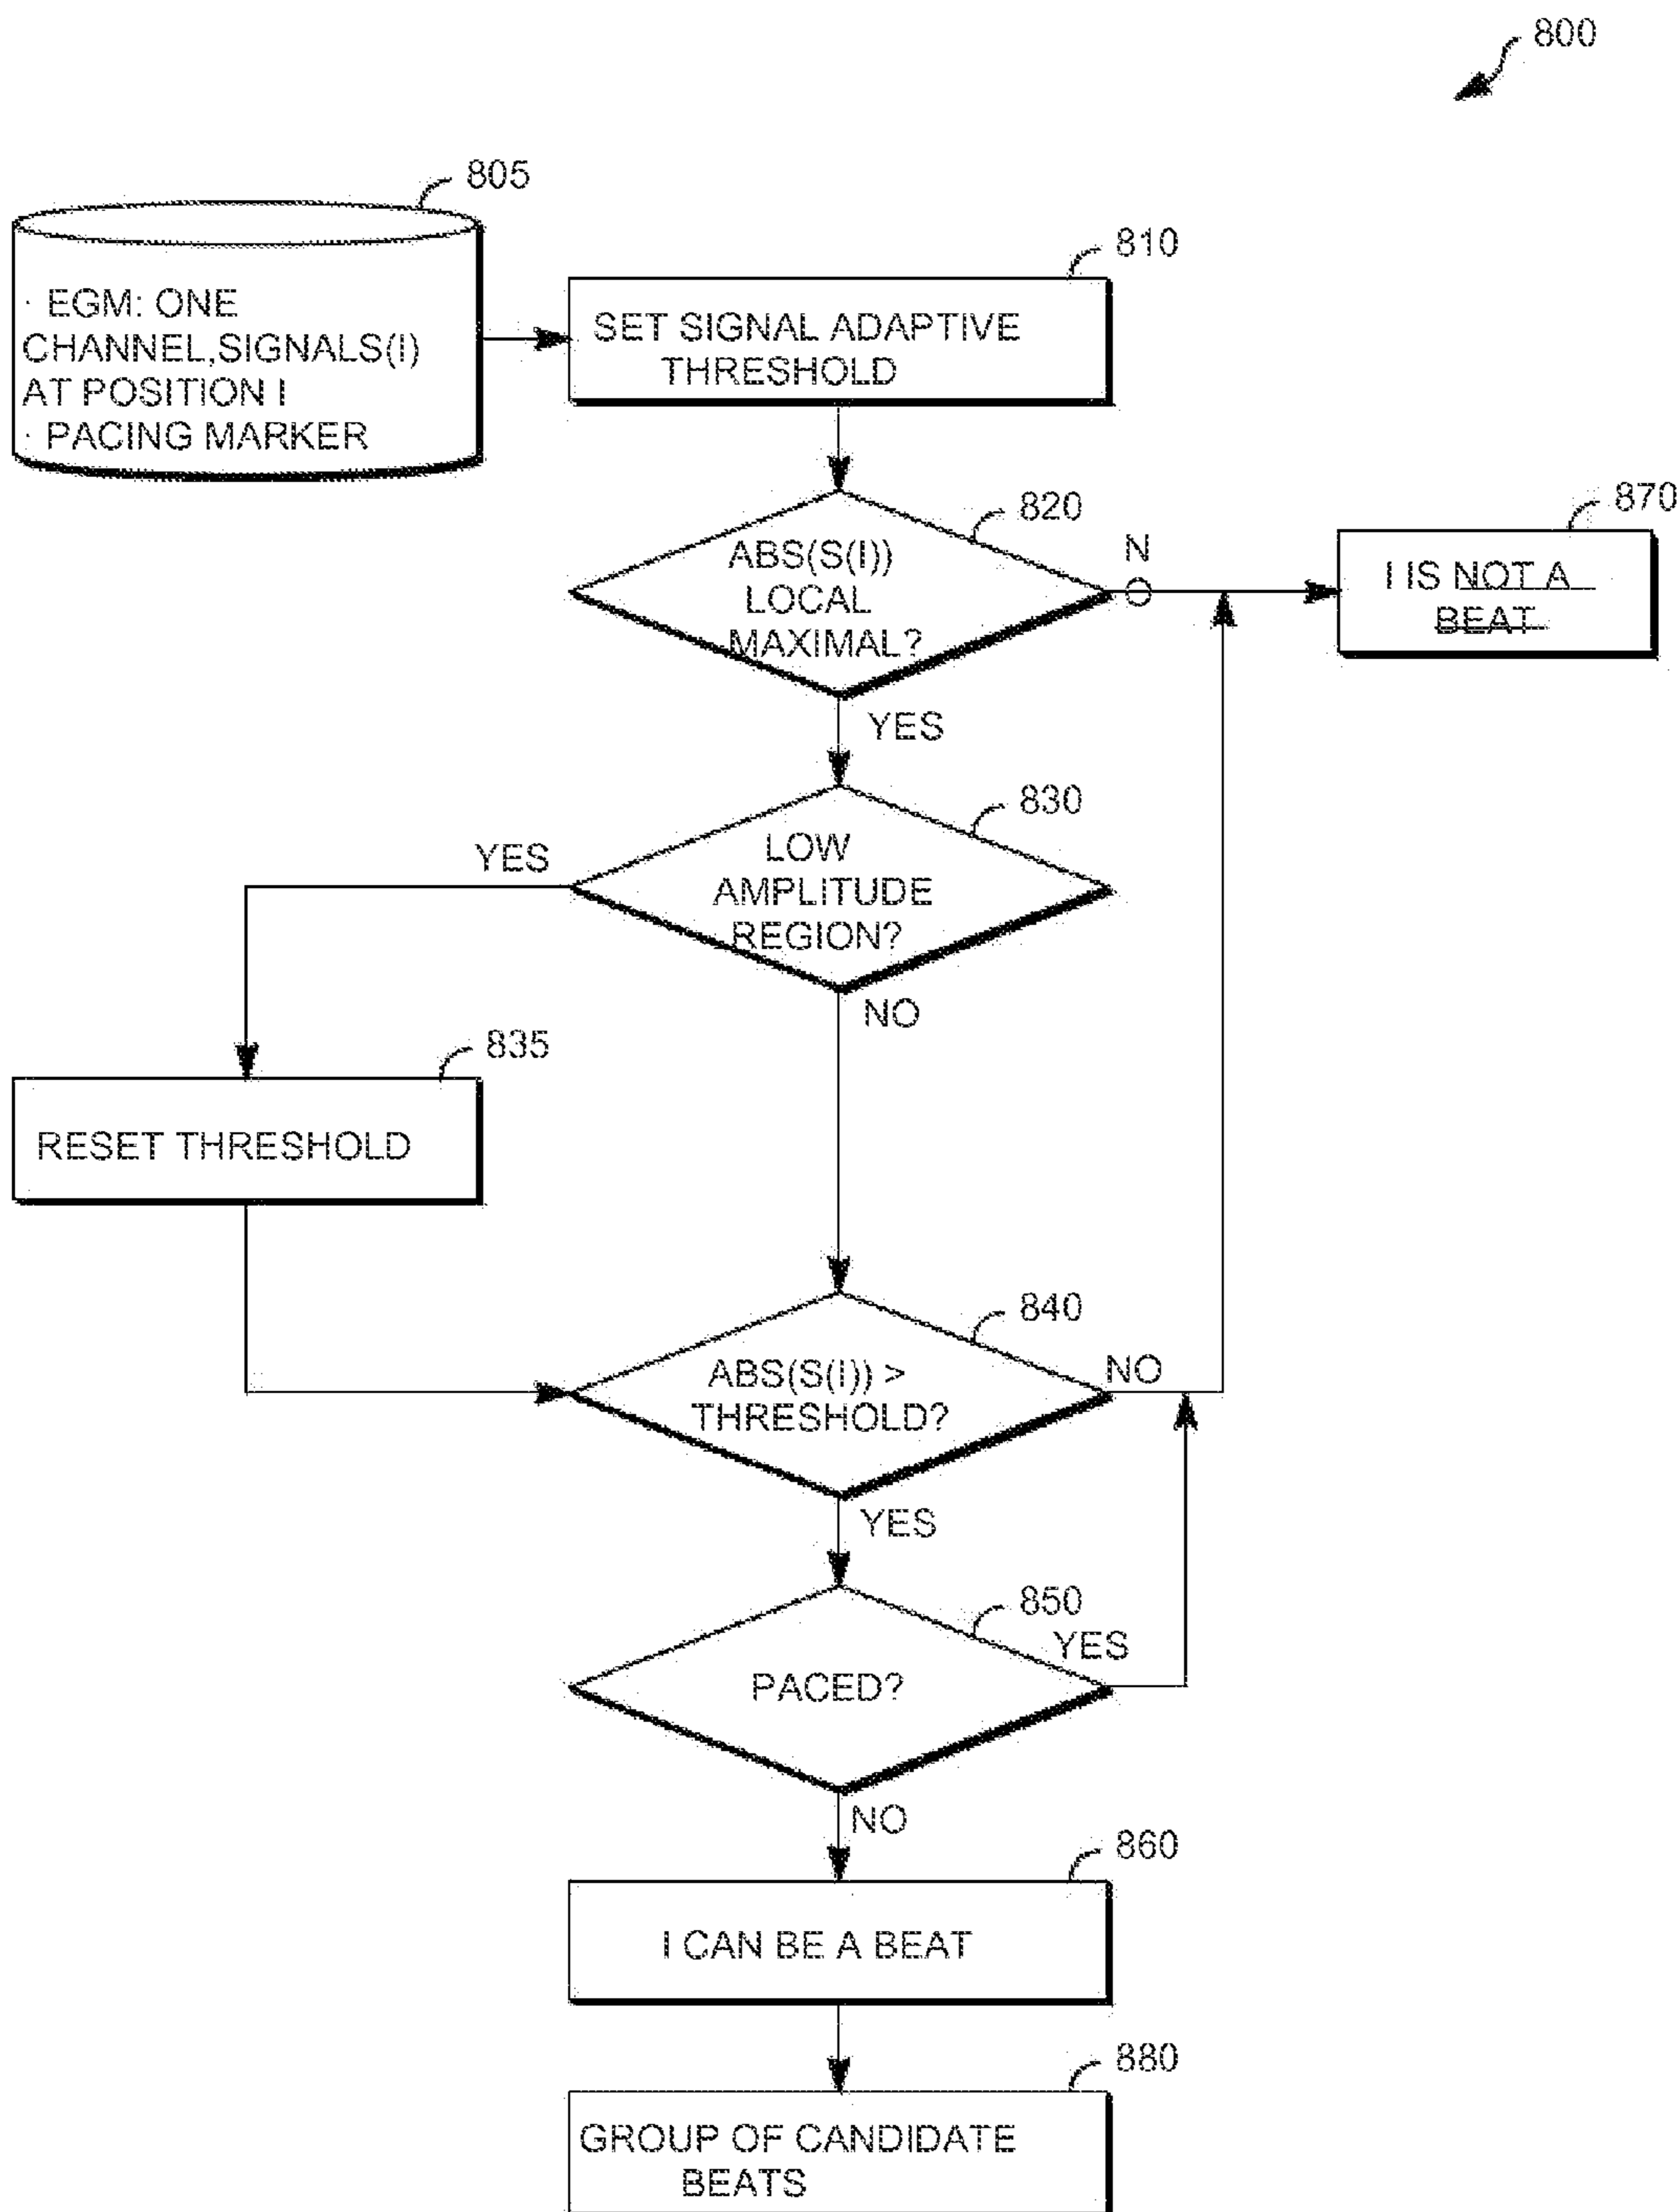 800
805
· EGM: ONE
CHANNEL,SIGNALS(I)
AT POSITION I
· PACING MARKER
810
SET SIGNAL ADAPTIVE
THRESHOLD
820
ABS(S(I))
LOCAL
MAXIMAL?
N
870
I IS NOT A
BEAT
YES
830
LOW
AMPLITUDE
REGION?
YES
NO
835
RESET THRESHOLD
840
ABS(S(I)) >
THRESHOLD?
NO
YES
850
PACED?
YES
NO
860
I CAN BE A BEAT
880
GROUP OF CANDIDATE
BEATS